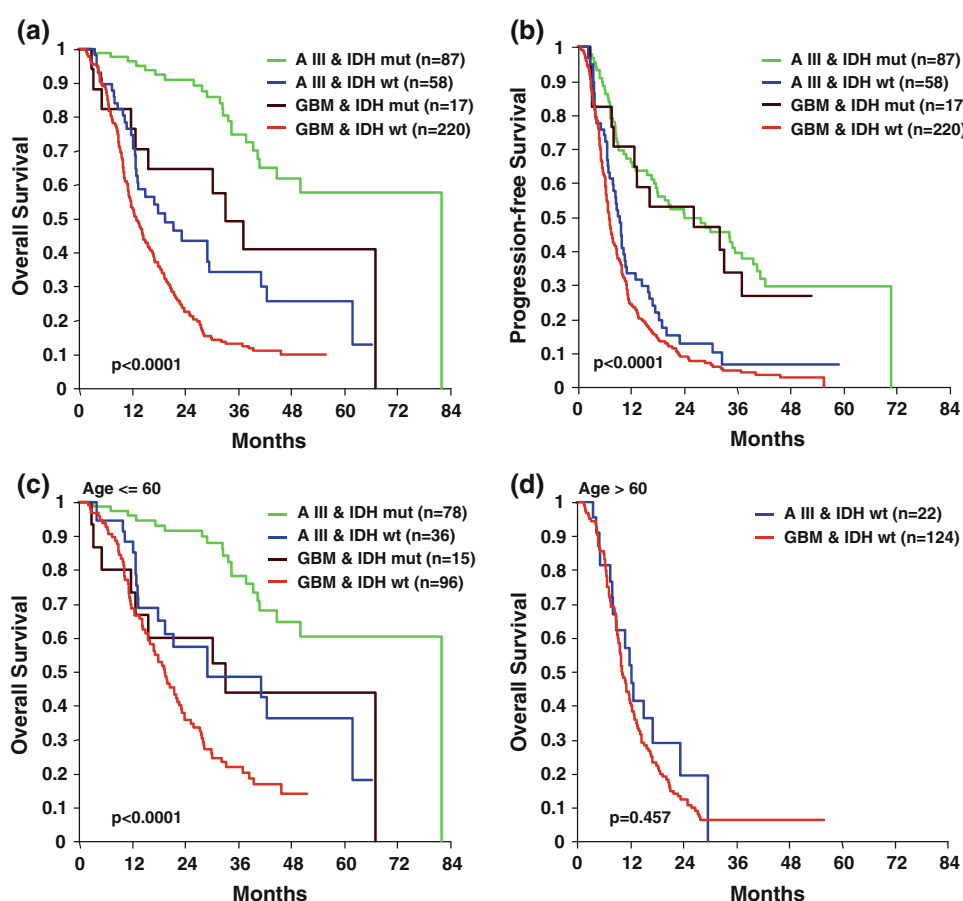 (a)
A III & IDH mut (n=87)
A III & IDH wt (n=58)
GBM & IDH mut (n=17)
GBM & IDH wt (n=220)
Overall Survival
1
0.9
0.8
0.7
0.6
0.5
0.4
0.3
0.2
0.1
0
p<0.0001
0 12 24 36 48 60 72 84
Months
(b)
A III & IDH mut (n=87)
A III & IDH wt (n=58)
GBM & IDH mut (n=17)
GBM & IDH wt (n=220)
Progression-free Survival
1
0.9
0.8
0.7
0.6
0.5
0.4
0.3
0.2
0.1
0
p<0.0001
0 12 24 36 48 60 72 84
Months
(c)
Age <= 60
A III & IDH mut (n=78)
A III & IDH wt (n=36)
GBM & IDH mut (n=15)
GBM & IDH wt (n=96)
Overall Survival
1
0.9
0.8
0.7
0.6
0.5
0.4
0.3
0.2
0.1
0
p<0.0001
0 12 24 36 48 60 72 84
Months
(d)
Age > 60
A III & IDH wt (n=22)
GBM & IDH wt (n=124)
Overall Survival
1
0.9
0.8
0.7
0.6
0.5
0.4
0.3
0.2
0.1
0
p=0.457
0 12 24 36 48 60 72 84
Months